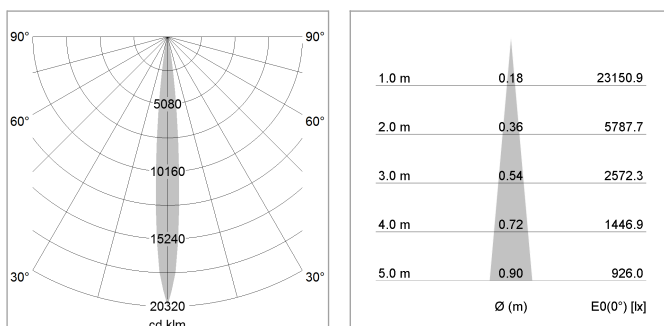 90° 90°
5080
60° 60°
10160
15240
30° 30°
20320
cd klm
1.0 m 0.18 23150.9
2.0 m 0.36 5787.7
3.0 m 0.54 2572.3
4.0 m 0.72 1446.9
5.0 m 0.90 926.0
Ø (m) E0(0°) [lx]